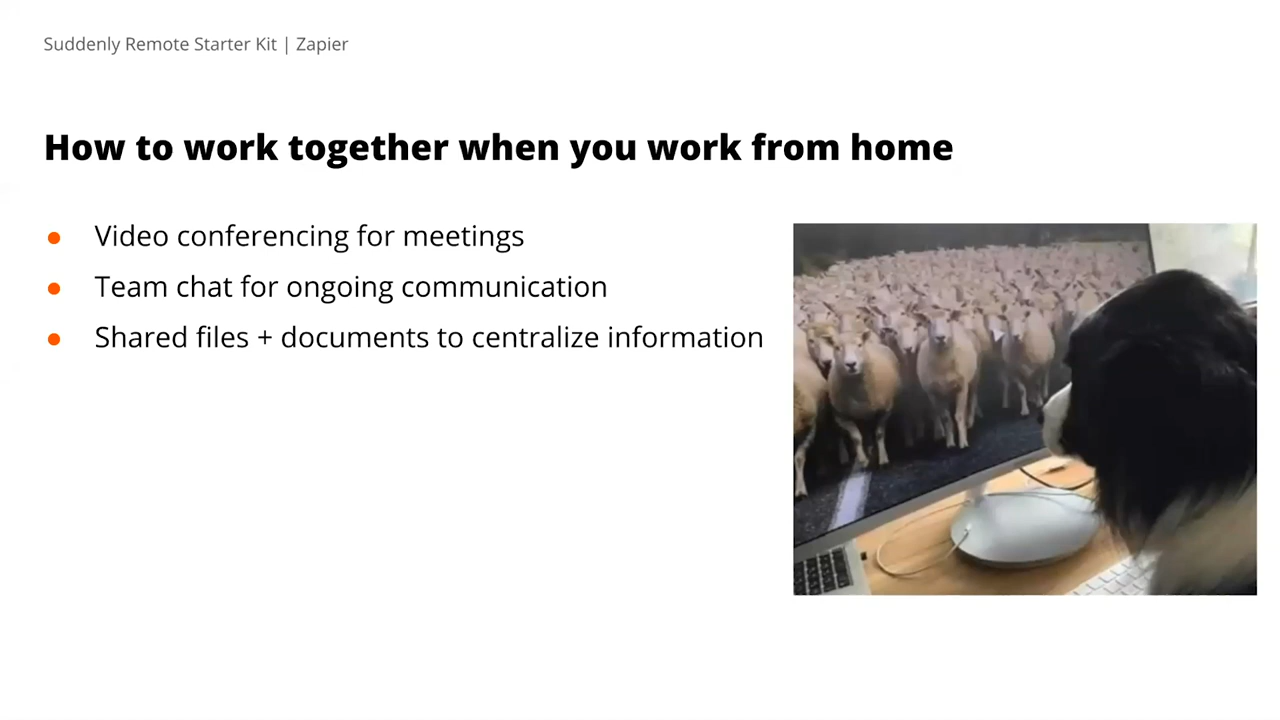 Suddenly Remote Starter Kit | Zapier
How to work together when you work from home
● Video conferencing for meetings
● Team chat for ongoing communication
● Shared files + documents to centralize information